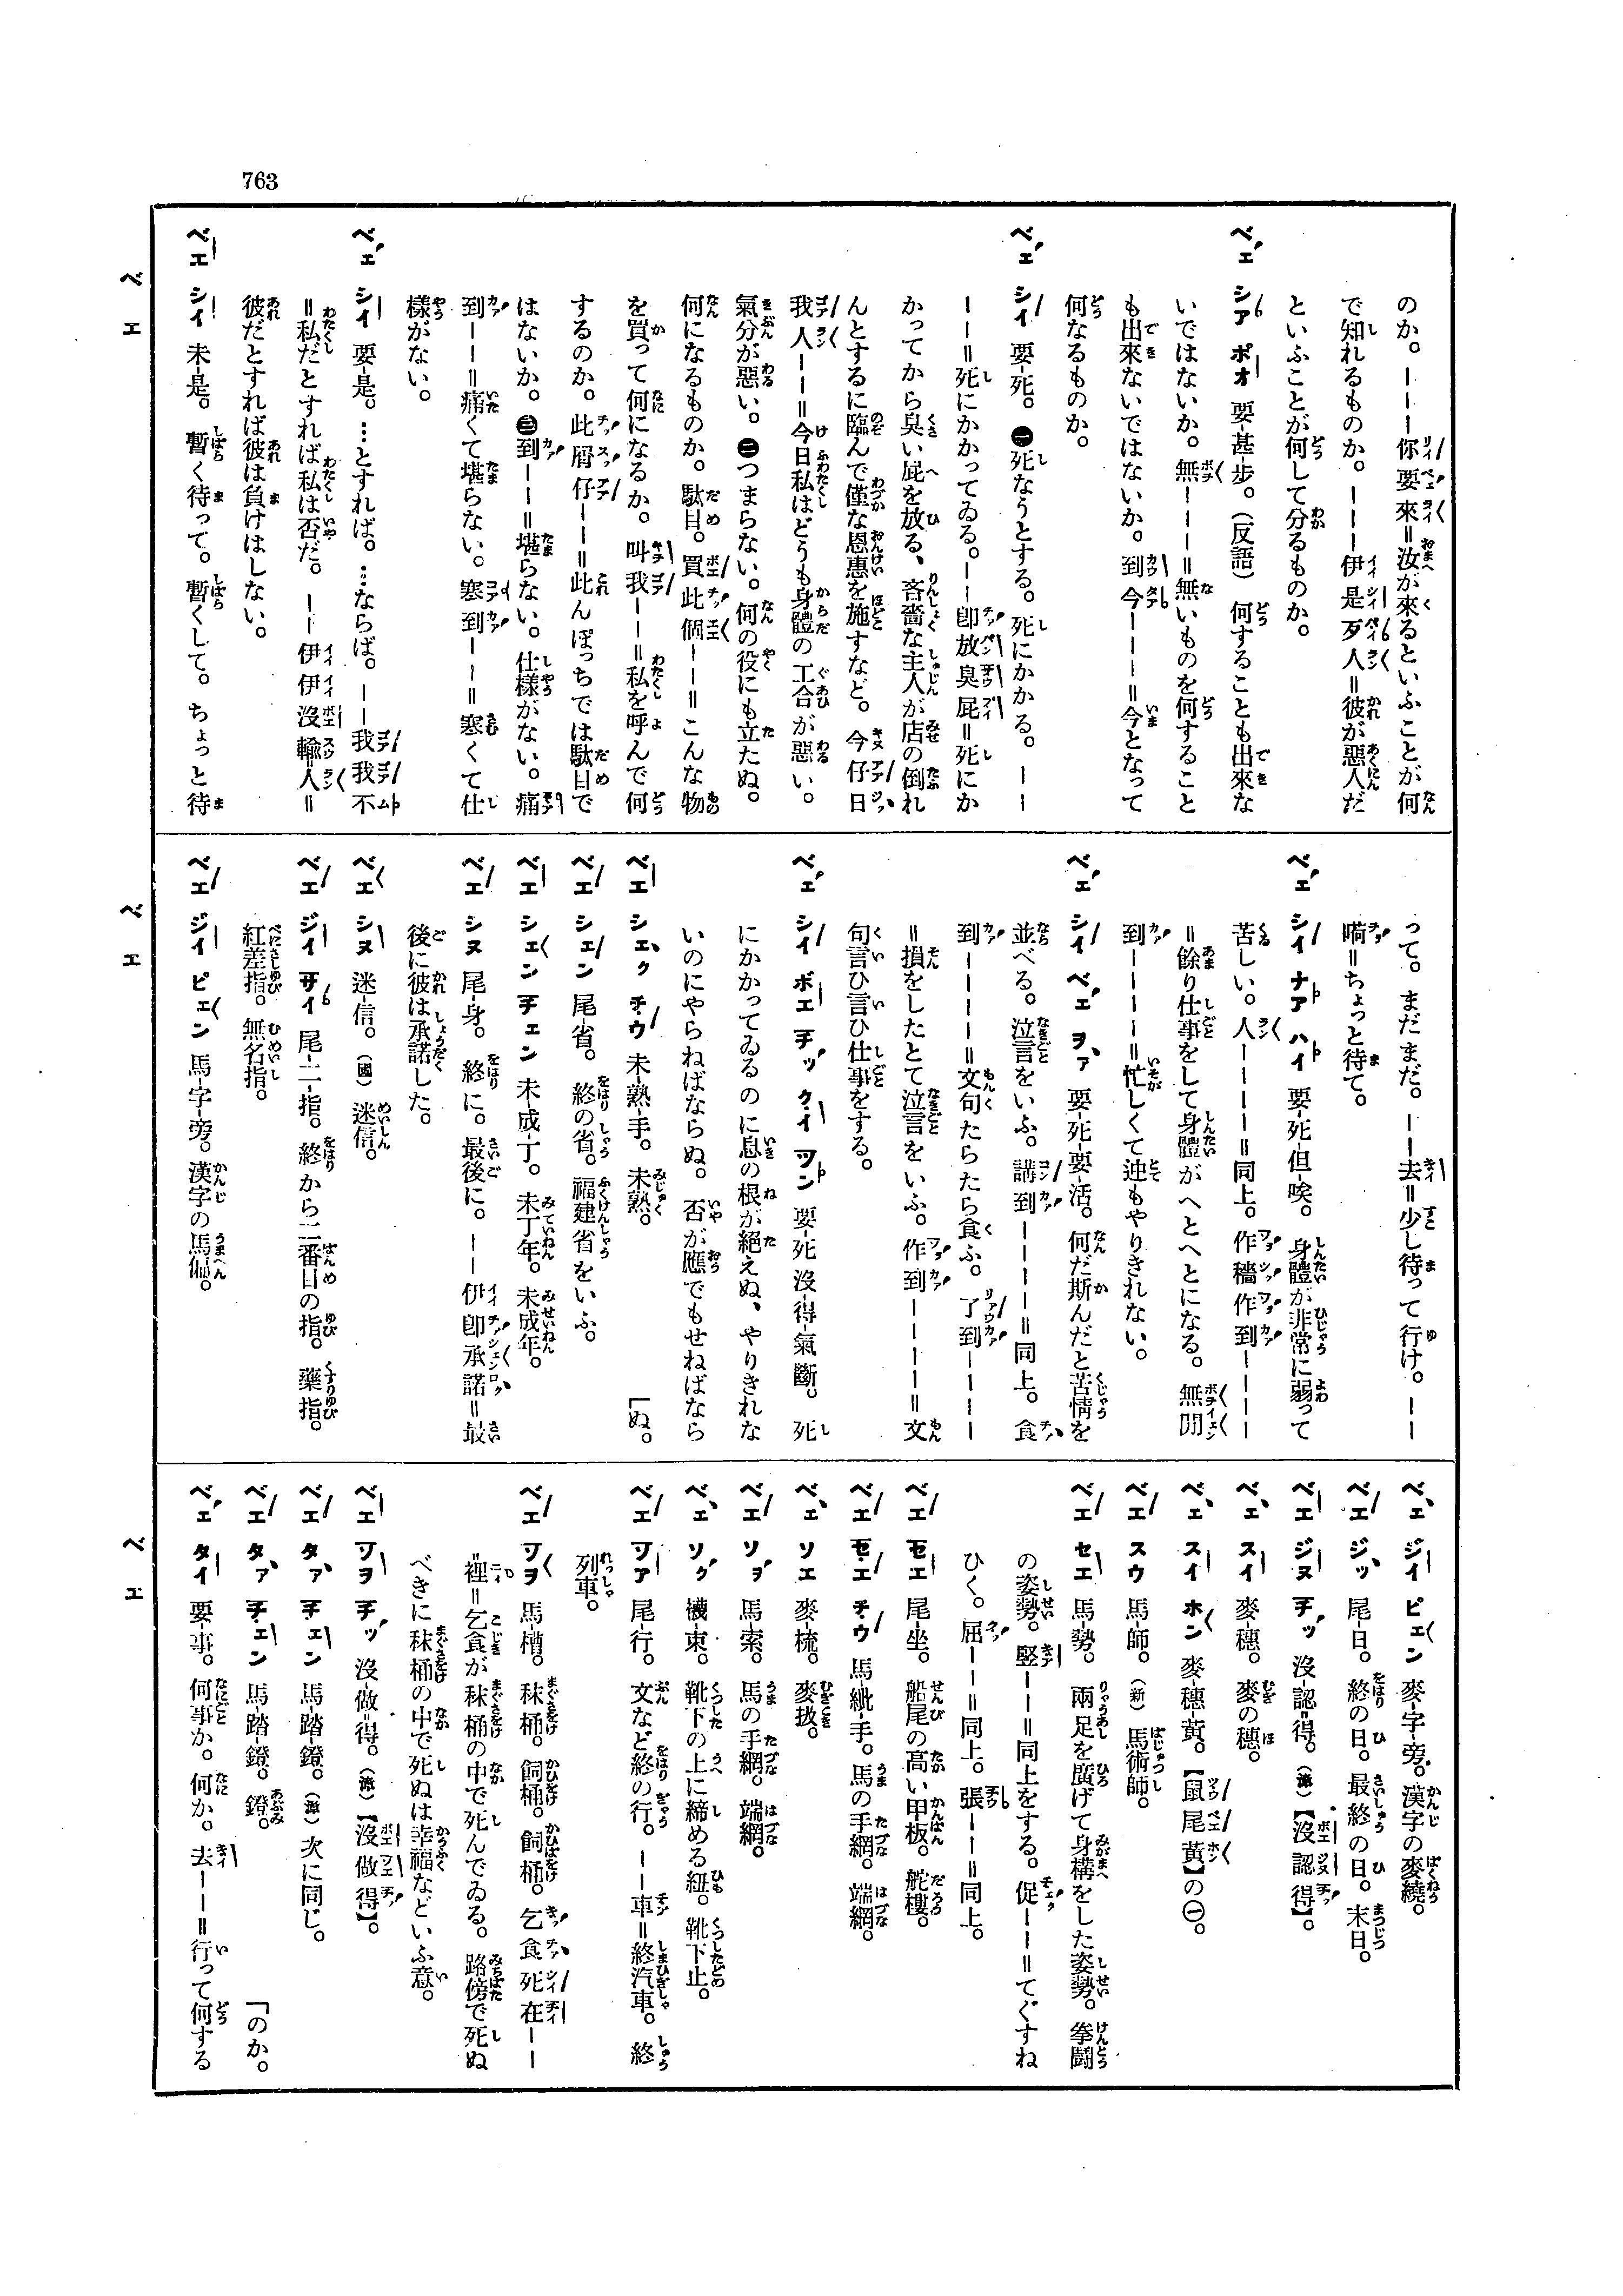 763
のか。———你要來=汝が來るといふことが何
で知れるものか。———伊是歹人=彼が惡人だ
といふことが何して分るものか。
ベエ シア ポオ 要-甚-步。(反語) 何することも出來な
いではないか。無———=無いものを何すること
も出來ないではないか。到今———=今となって
何なるものか。
ベエ シイ 要-死。㊀死なうとする。死にかかる。——
——=死にかかってゐる。——卽放臭屁=死にか
かってから臭い屁を放る、吝嗇な主人が店の倒れ
んとするに臨んで僅な恩惠を施すなど。今仔日
我人——=今日私はどうも身體の工合が惡い。
氣分が惡い。㊁つまらない。何の役にも立たぬ。
何になるものか。駄目。買此個——=こんな物
を買って何になるか。叫我——=私を呼んで何
するのか。此屑仔——=此んぽっちでは駄目で
はないか。㊂到——=堪らない。仕樣がない。痛
到——=痛くて堪らない。寒到——=寒くて仕
樣がない。
ベエ シイ 要-是。…とすれば。…ならば。——我我不
=私だとすれば私は否だ。——伊伊沒輸人=
彼だとすれば彼は負けはしない。
ベエ シイ 未-是。暫く待って。暫くして。ちょっと待
って。まだまだ。——去=少し待って行け。——
嘴=ちょっと待て。
ベエ シイ ナア ハイ 要-死-但-唉。身體が非常に弱って
苦しい。人————=同上。作穡作到————
=餘り仕事をして身體がへとへとになる。無閒
到————=忙しくて迚もやりきれない。
ベエ シイ ベエ ヲァ 要-死-要-活。何だ斯んだと苦情を
並べる。泣言をいふ。講到————=同上。食
到————=文句たらたら食ふ。了到————
=損をしたとて泣言をいふ。作到————=文
句言ひ言ひ仕事をする。
ベエ シイ ボエ チッ クイ ツン 要-死 沒-得-氣斷。死
にかかってゐるのに息の根が絶えぬ、やりきれな
いのにやらねばならぬ。否が應でもせねばなら
「ぬ。
ベエ シェク チウ 未-熟-手。未熟。
ベエ シェン 尾-省。終の省。福建省をいふ。
ベエ シェン チェン 未-成-丁。未丁年。未成年。
ベエ シヌ 尾-身。終に。最後に。——伊卽承諾=最
後に彼は承諾した。
ベエ シヌ 迷-信。(國) 迷信。
ベエ ジイ サイ 尾-二-指。終から二番目の指。藥指。
紅差指。無名指。
ベエ ジイ ピェン 馬-字-旁。漢字の馬偏。
ベエ ジイ ピェン 麥-字-旁。漢字の麥繞。
ベエ ジッ 尾-日。終の日。最終の日。末日。
ベエ ジヌ チッ 沒-認=得。(漳)【沒認得】。
ベエ スイ 麥-穗。麥の穗。
ベエ スイ ホン 麥-穗-黃。【鼠尾黃】の㊀。
ベエ スウ 馬-師。(新) 馬術師。
ベエ セエ 馬-勢。兩足を廣げて身構をした姿勢。拳鬪
の姿勢。竪——=同上をする。促——=てぐすね
ひく。屈——=同上。張——=同上。
ベエ セエ 尾-坐。船尾の高い甲板。舵樓。
ベエ セエ チウ 馬-紲-手。馬の手綱。端綱。
ベエ ソエ 麥-梳。麥扱。
ベエ ソヲ 馬-索。馬の手綱。端綱。
ベエ ソク 襪-束。靴下の上に締める紐。靴下止。
ベエ ツア 尾-行。文など終の行。——車=終汽車。終
列車。
ベエ ツヲ 馬-槽。秣桶。飼桶。飼桶。乞食死在——
-裡=乞食が秣桶の中で死んでゐる。路傍で死ぬ
べきに秣桶の中で死ぬは幸福などいふ意。
ベエ ツヲ チッ 沒-做=得。(漳)【沒做得】。
ベエ タァ チェン 馬-踏-鐙。(漳) 次に同じ。
ベエ タァ チェン 馬-踏-鐙。鐙。
「のか。
ベエ タイ 要-事。何事か。何か。去——=行って何する
ベエ
ベエ
ベエ